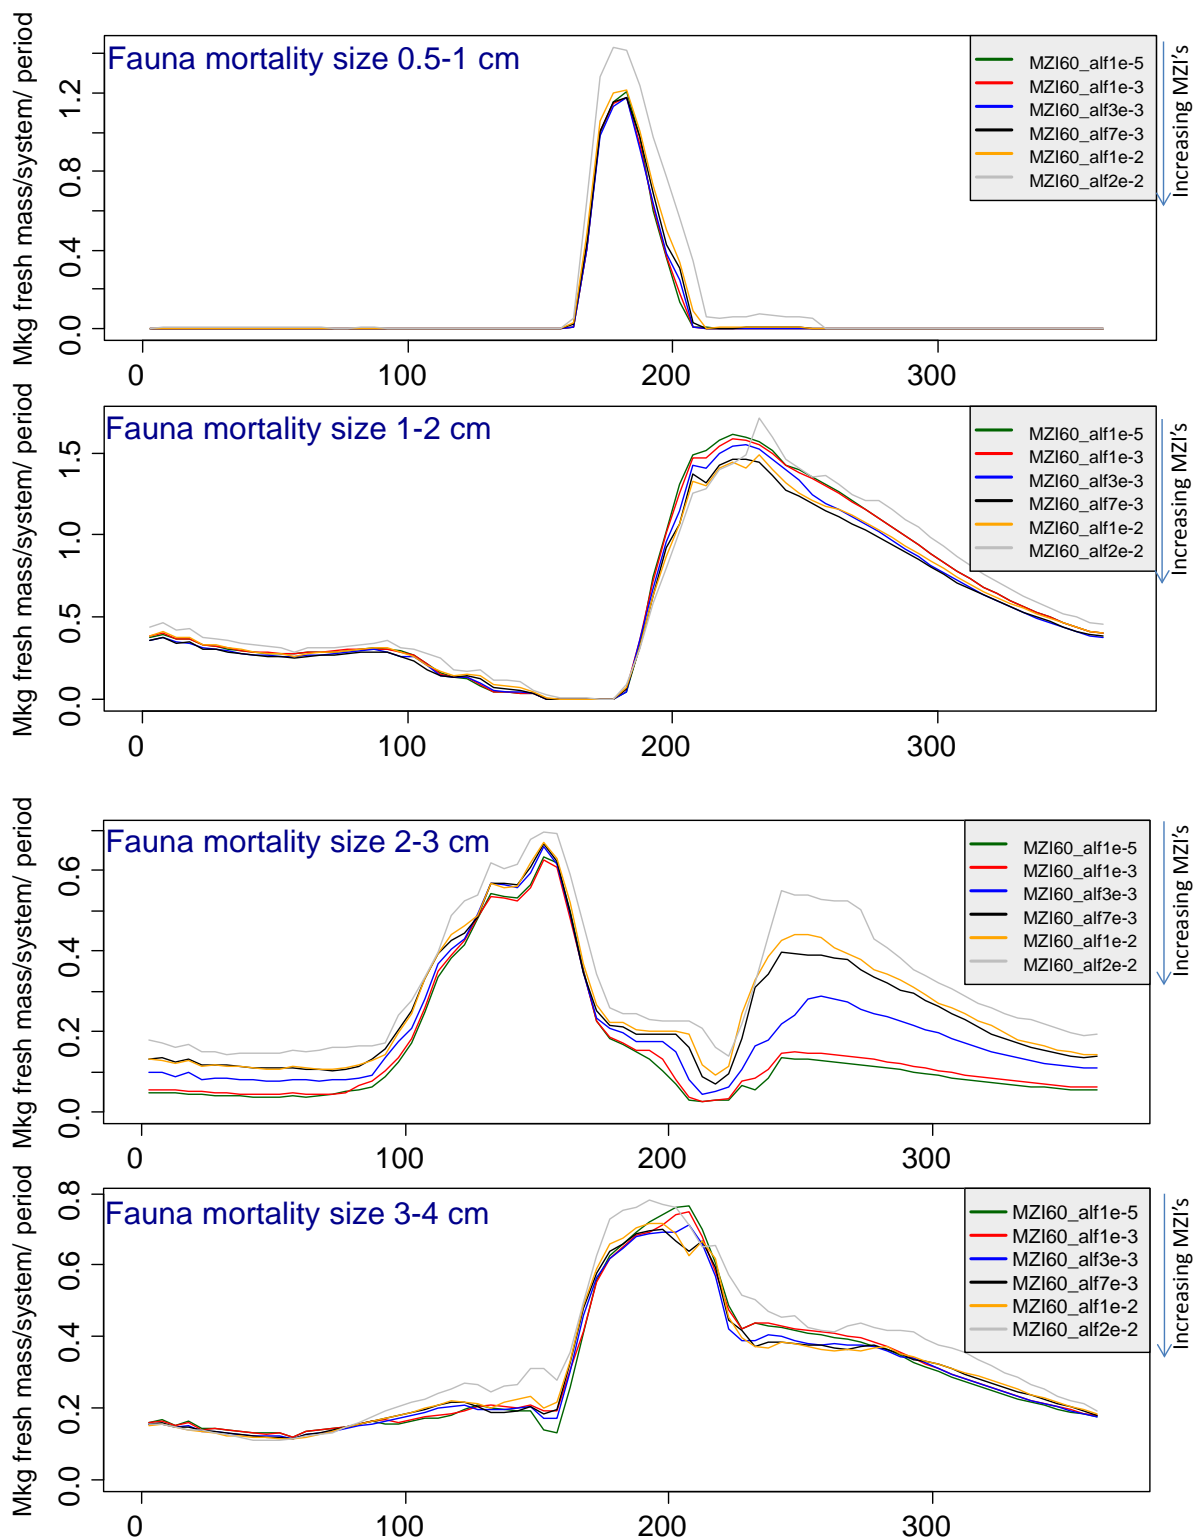 Fauna mortality size 0.5-1 cm
Mkg fresh mass/system/ period
0.0 0.4 0.8 1.2
0 100 200 300
MZI60_alf1e-5
MZI60_alf1e-3
MZI60_alf3e-3
MZI60_alf7e-3
MZI60_alf1e-2
MZI60_alf2e-2
Increasing MZI's
Fauna mortality size 1-2 cm
Mkg fresh mass/system/ period
0.0 0.5 1.0 1.5
0 100 200 300
MZI60_alf1e-5
MZI60_alf1e-3
MZI60_alf3e-3
MZI60_alf7e-3
MZI60_alf1e-2
MZI60_alf2e-2
Increasing MZI's
Fauna mortality size 2-3 cm
Mkg fresh mass/system/ period
0.0 0.2 0.4 0.6
0 100 200 300
MZI60_alf1e-5
MZI60_alf1e-3
MZI60_alf3e-3
MZI60_alf7e-3
MZI60_alf1e-2
MZI60_alf2e-2
Increasing MZI's
Fauna mortality size 3-4 cm
Mkg fresh mass/system/ period
0.0 0.2 0.4 0.6 0.8
0 100 200 300
MZI60_alf1e-5
MZI60_alf1e-3
MZI60_alf3e-3
MZI60_alf7e-3
MZI60_alf1e-2
MZI60_alf2e-2
Increasing MZI's